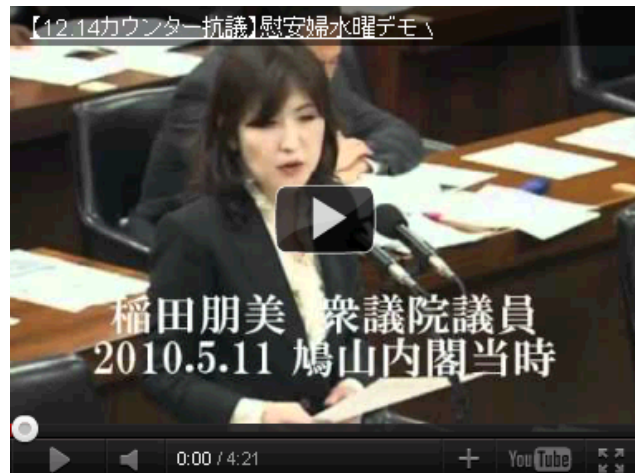 【12.14カウンター抗議】慰安婦水曜デモ \
稲田朋美 衆議院議員
2010.5.11 鳩山内閣当時
0:00 / 4:21
YouTube